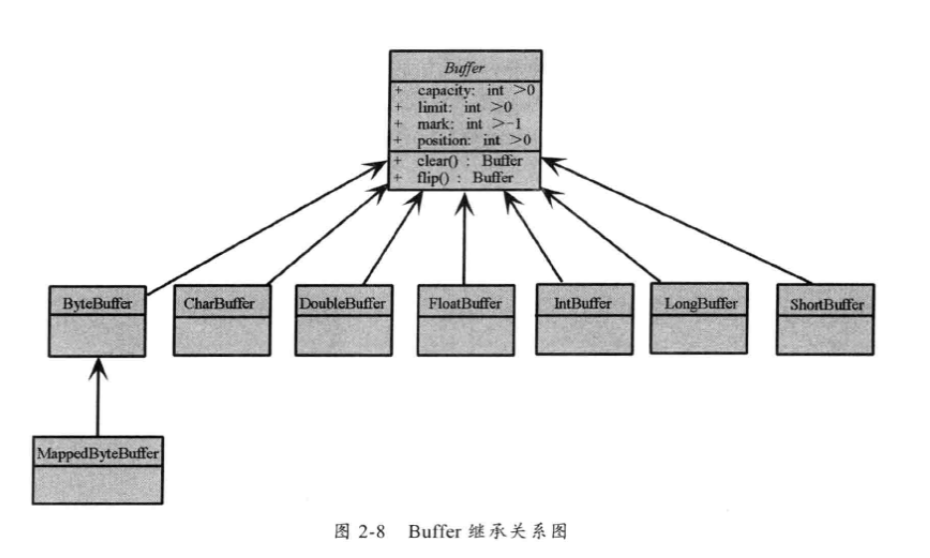 Buffer
+ capacity: int >0
+ limit: int >0
+ mark: int >-1
+ position: int >0
+ clear() : Buffer
+ flip() : Buffer
ByteBuffer
CharBuffer
DoubleBuffer
FloatBuffer
IntBuffer
LongBuffer
ShortBuffer
MappedByteBuffer
图 2-8 Buffer 继承关系图